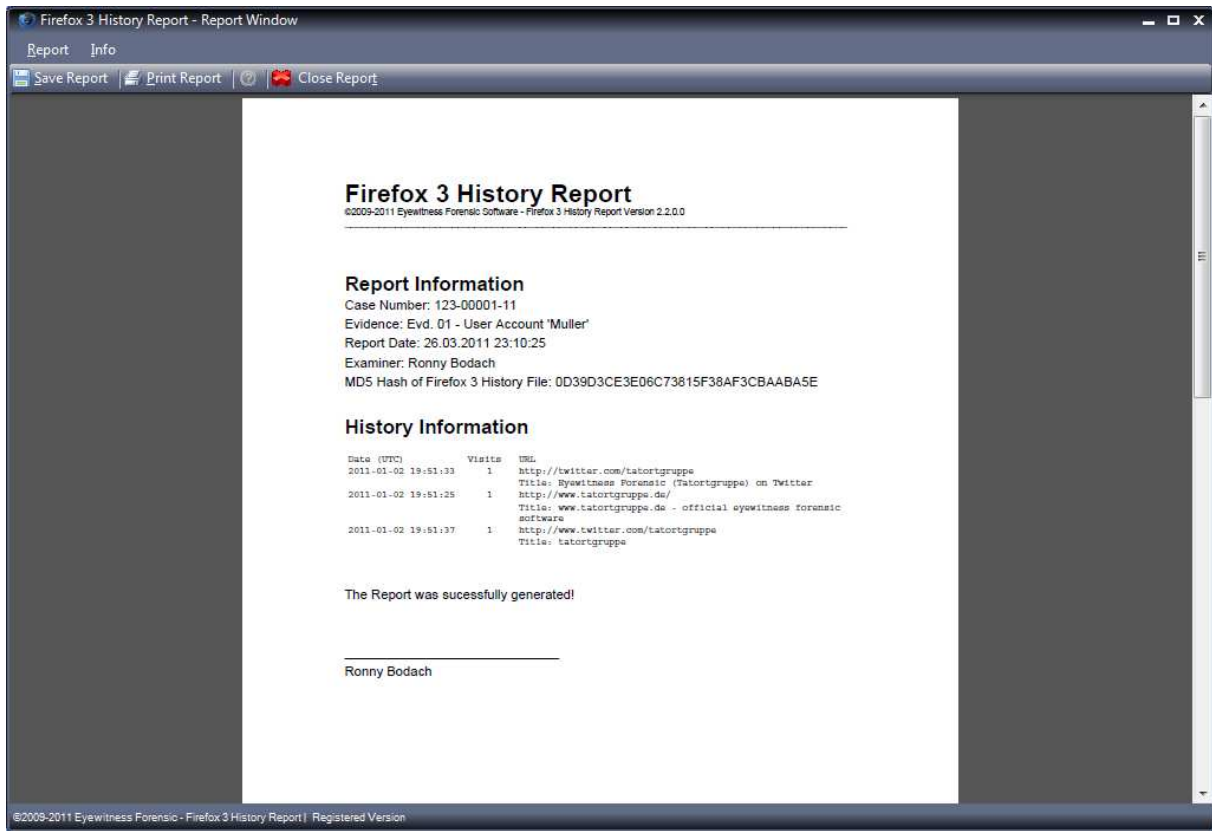 Firefox 3 History Report - Report Window
Report Info
Save Report Print Report Close Report
Firefox 3 History Report
©2009-2011 Eyewitness Forensic Software - Firefox 3 History Report Version 2.2.0.0
Report Information
Case Number: 123-00001-11
Evidence: Evd. 01 - User Account 'Muller'
Report Date: 26.03.2011 23:10:25
Examiner: Ronny Bodach
MD5 Hash of Firefox 3 History File: 0D39D3CE3E06C73815F38AF3CBAABA5E
History Information
Date (UTC) Visits URL
2011-01-02 19:51:33 1 http://twitter.com/tatortgruppe
Title: Eyewitness Forensic (Tatortgruppe) on Twitter
2011-01-02 19:51:25 1 http://www.tatortgruppe.de/
Title: www.tatortgruppe.de - official eyewitness forensic
software
2011-01-02 19:51:37 1 http://www.twitter.com/tatortgruppe
Title: tatortgruppe
The Report was sucessfully generated!
Ronny Bodach
©2009-2011 Eyewitness Forensic - Firefox 3 History Report | Registered Version